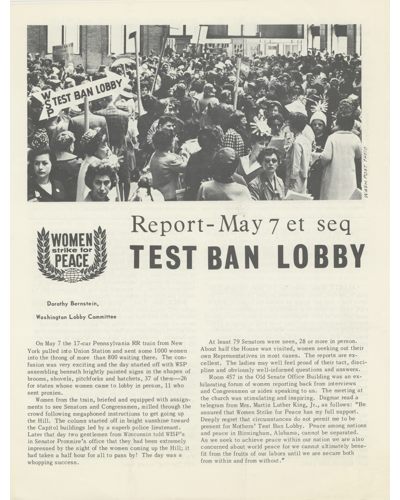 TEST BAN LOBBY
WSP
WASH POST PHOTO
WOMEN
strike for
PEACE
Report-May 7 et seq
TEST BAN LOBBY
Dorothy Bernstein,
Washington Lobby Committee
On May 7 the 17-car Pennsylvania RR train from New
York pulled into Union Station and sent some 1000 women
into the throng of more than 800 waiting there. The con-
fusion was very exciting and the day started off with WSP
assembling beneath brightly painted signs in the shapes of
brooms, shovels, pitchforks and hatchets, 37 of them—26
for states whose women came to lobby in person, 11 who
sent proxies.
Women from the train, briefed and equipped with assign-
ments to see Senators and Congressmen, milled through the
crowd following megaphoned instructions to get going up
the Hill. The column started off in bright sunshine toward
the Capitol buildings led by a superb police lieutenant.
Later that day two gentlemen from Wisconsin told WISP's
in Senator Proxmire's office that they had been extremely
impressed by the sight of the women coming up the Hill; it
had taken a half hour for all to pass by! The day was a
whopping success.
At least 79 Senators were seen, 28 or more in person.
About half the House was visited, women seeking out their
own Representatives in most cases. The reports are ex-
cellent. The ladies may well feel proud of their tact, disci-
pline and obviously well-informed questions and answers.
Room 457 in the Old Senate Office Building was an ex-
hilarating forum of women reporting back from interviews
and Congressmen or aides speaking to us. The meeting at
the church was stimulating and inspiring. Dagmar read a
telegram from Mrs. Martin Luther King, Jr., as follows: "Be
assured that Women Strike for Peace has my full support.
Deeply regret that circumstances do not permit me to be
present for Mothers' Test Ban Lobby. Peace among nations
and peace in Birmingham, Alabama, cannot be separated.
As we seek to achieve peace within our nation we are also
concerned about world peace for we cannot ultimately bene-
fit from the fruits of our labors until we are secure both
from within and from without."